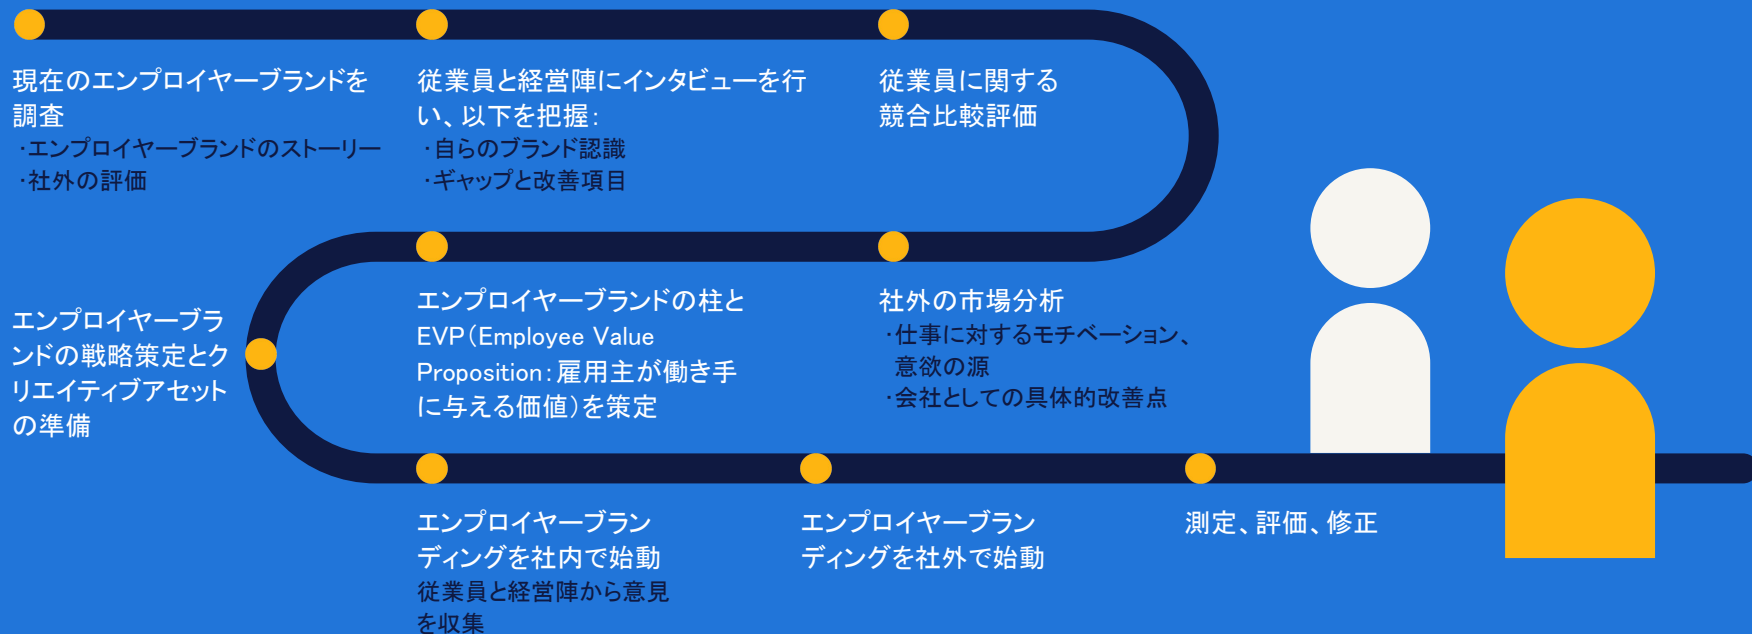 現在のエンプロイヤーブランドを
調査
・エンプロイヤーブランドのストーリー
・社外の評価
従業員と経営陣にインタビューを行
い、以下を把握：
・自らのブランド認識
・ギャップと改善項目
従業員に関する
競合比較評価
社外の市場分析
・仕事に対するモチベーション、
意欲の源
・会社としての具体的改善点
エンプロイヤーブランドの柱と
EVP（Employee Value
Proposition：雇用主が働き手
に与える価値）を策定
エンプロイヤーブラ
ンドの戦略策定とク
リエイティブアセット
の準備
エンプロイヤーブラン
ディングを社内で始動
従業員と経営陣から意見
を収集
エンプロイヤーブラン
ディングを社外で始動
測定、評価、修正